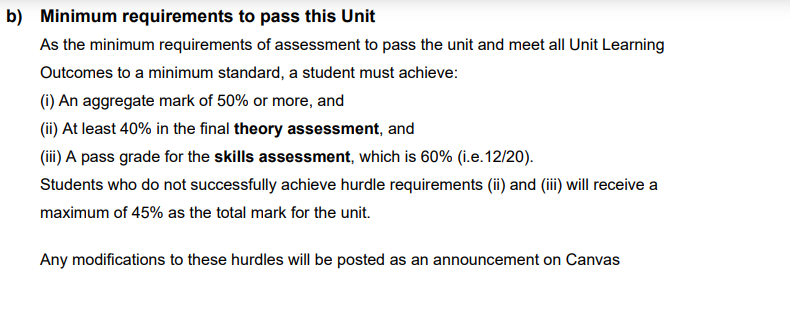 b) Minimum requirements to pass this Unit
As the minimum requirements of assessment to pass the unit and meet all Unit Learning
Outcomes to a minimum standard, a student must achieve:
(i) An aggregate mark of 50% or more, and
(ii) At least 40% in the final theory assessment, and
(iii) A pass grade for the skills assessment, which is 60% (i.e.12/20).
Students who do not successfully achieve hurdle requirements (ii) and (iii) will receive a
maximum of 45% as the total mark for the unit.
Any modifications to these hurdles will be posted as an announcement on Canvas